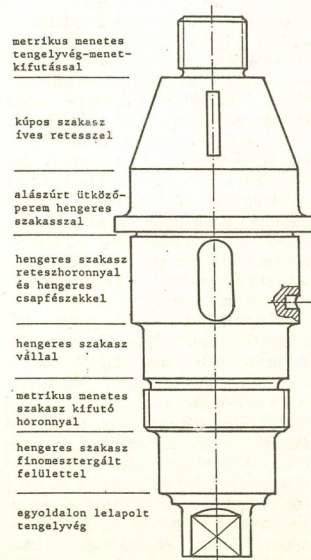 metrikus menetes
tengelyvég-menet-
kifutással
kúpos szakasz
íves retesszel
alászúrt ütköző-
perem hengeres
szakasszal
hengeres szakasz
reteszhoronnyal
és hengeres
csapfészekkel
hengeres szakasz
vállal
metrikus menetes
szakasz kifutó
horonnyal
hengeres szakasz
finomesztergált
felülettel
egyoldalon lelapolt
tengelyvég